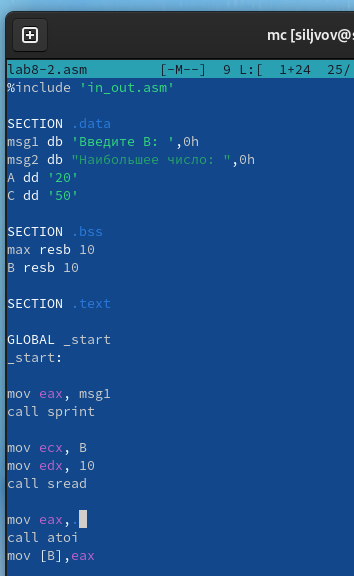 mc [siljvov@s
lab8-2.asm [-M--] 9 L:[ 1+24 25/
%include 'in_out.asm'
SECTION .data
msg1 db 'Введите B: ',0h
msg2 db "Наибольшее число: ",0h
A dd '20'
C dd '50'
SECTION .bss
max resb 10
B resb 10
SECTION .text
GLOBAL _start
_start:
mov eax, msg1
call sprint
mov ecx, B
mov edx, 10
call sread
mov eax,.
call atoi
mov [B],eax